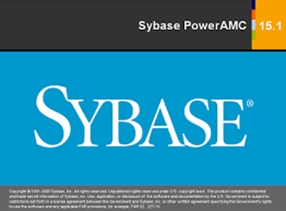 Sybase PowerAMC 15.1
SYBASE®
Copyright © 1991-2008 Sybase, Inc. All rights reserved. Unpublished rights reserved under U.S. copyright laws. This product contains confidential
and trade secret information of Sybase, Inc. Use, duplication, or disclosure of the software and documentation by the U.S. Government is subject to
restrictions set forth in a license agreement between the Government and Sybase, Inc. or other written agreement specifying the Government's rights
to use the software and any applicable FAR provisions, for example, FAR 52.227-19.